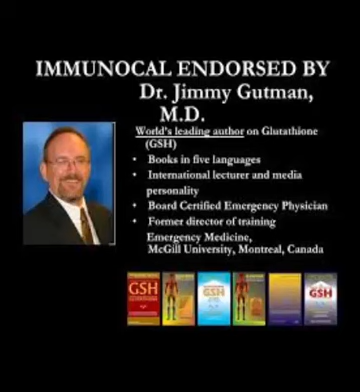 IMMUNOCAL ENDORSED BY
Dr. Jimmy Gutman,
M.D.
World's leading author on Glutathione
(GSH)
• Books in five languages
• International lecturer and media
personality
• Board Certified Emergency Physician
• Former director of training
Emergency Medicine,
McGill University, Montreal, Canada
GSH
GSH
GSH